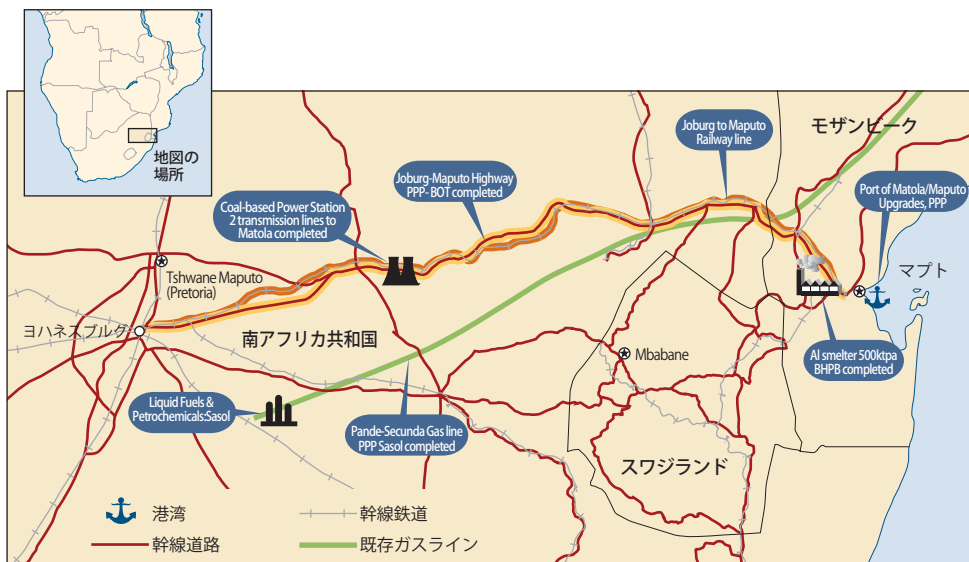 地図の
場所
モザンビーク
Joburg to Maputo
Railway line
Joburg-Maputo Highway
PPP- BOT completed
Port of Matola/Maputo
Upgrades, PPP
Coal-based Power Station
2 transmission lines to
Matola completed
Tshwane Maputo
(Pretoria)
マプト
ヨハネスブルグ
南アフリカ共和国
Mbabane
Al smelter 500ktpa
BHPB completed
Liquid Fuels &
Petrochemicals:Sasol
Pande-Secunda Gas line
PPP Sasol completed
スワジランド
港湾
幹線鉄道
幹線道路
既存ガスライン